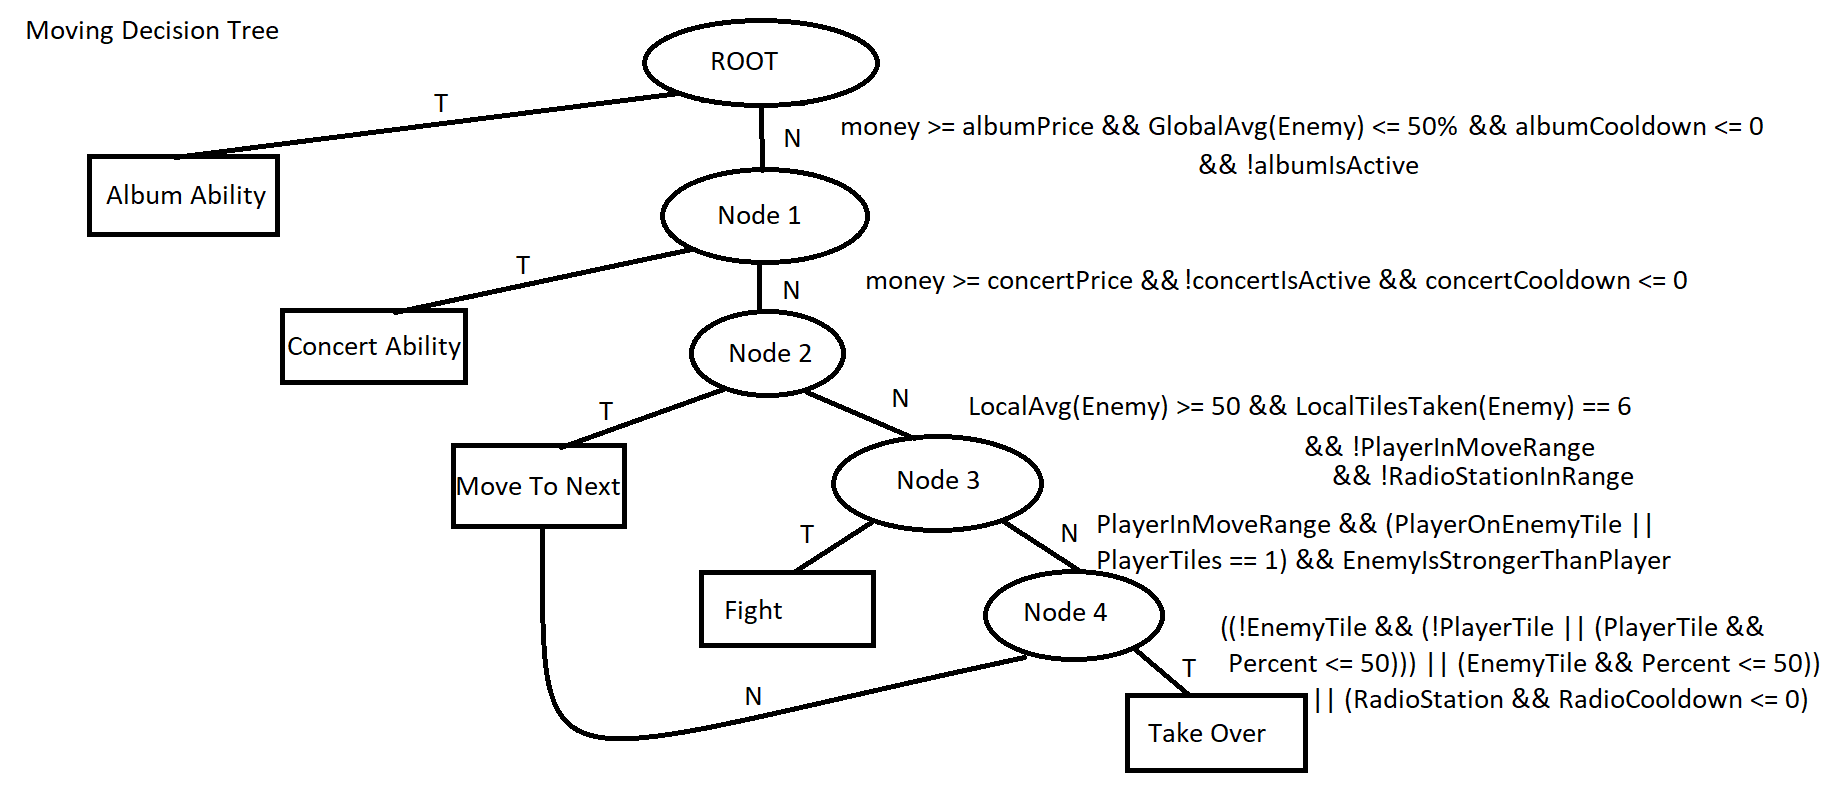 Moving Decision Tree
ROOT
T
N
money >= albumPrice && GlobalAvg(Enemy) <= 50% && albumCooldown <= 0
&& !albumIsActive
Album Ability
Node 1
T
N
money >= concertPrice && !concertIsActive && concertCooldown <= 0
Concert Ability
Node 2
T
N
LocalAvg(Enemy) >= 50 && LocalTilesTaken(Enemy) == 6
&& !PlayerInMoveRange
&& !RadioStationInRange
Move To Next
Node 3
T
N
PlayerInMoveRange && (PlayerOnEnemyTile ||
PlayerTiles == 1) && EnemyIsStrongerThanPlayer
Fight
Node 4
((!EnemyTile && (!PlayerTile || (PlayerTile &&
Percent <= 50))) || (EnemyTile && Percent <= 50))
|| (RadioStation && RadioCooldown <= 0)
N
T
Take Over